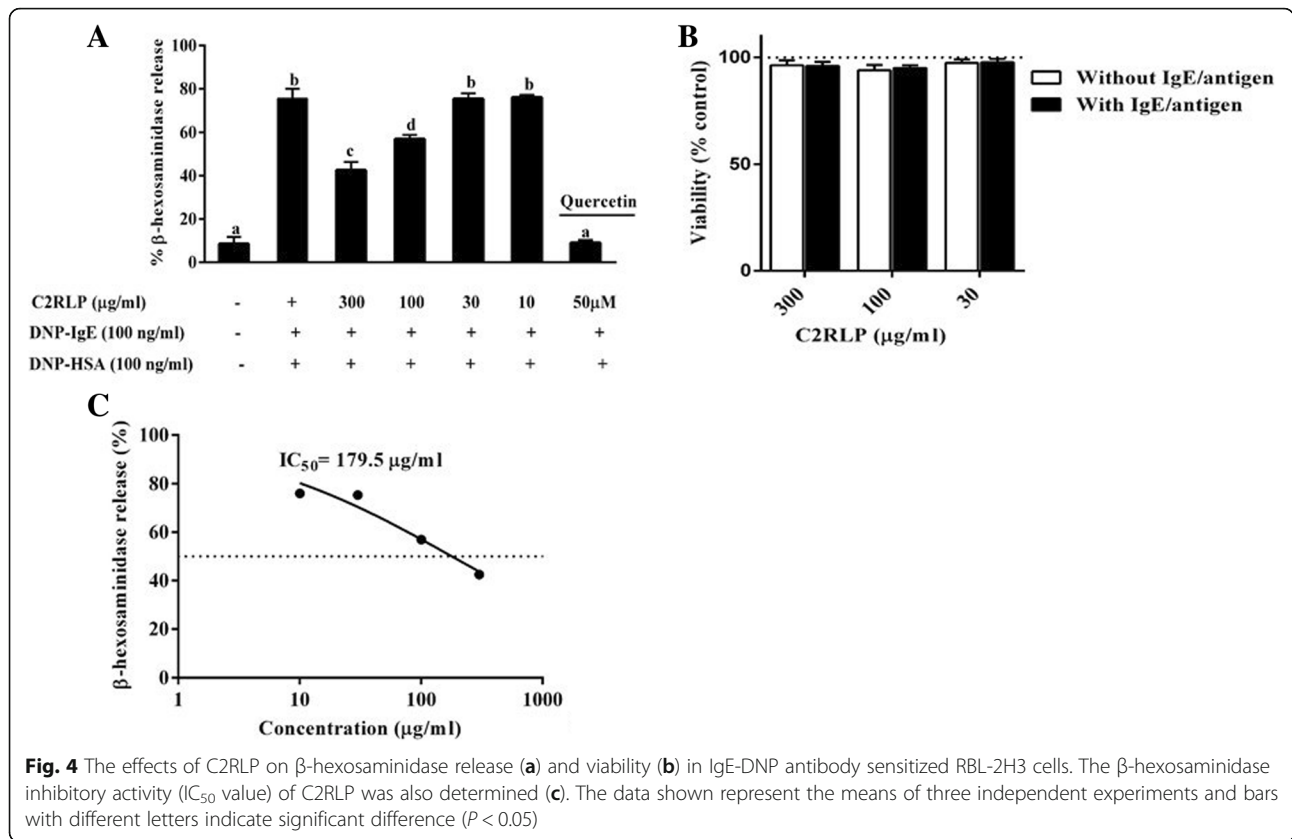 A
% β-hexosaminidase release
100
80
60
40
20
0
a
b
c
d
b
b
Quercetin
a
C2RLP (μg/ml) - + 300 100 30 10 50μM
DNP-IgE (100 ng/ml) - + + + + + +
DNP-HSA (100 ng/ml) - + + + + + +
B
Viability (% control)
100
50
0
300 100 30
C2RLP (μg/ml)
Without IgE/antigen
With IgE/antigen
C
β-hexosaminidase release (%)
100
80
60
40
20
0
IC50= 179.5 μg/ml
1 10 100 1000
Concentration (μg/ml)
Fig. 4 The effects of C2RLP on β-hexosaminidase release (a) and viability (b) in IgE-DNP antibody sensitized RBL-2H3 cells. The β-hexosaminidase
inhibitory activity (IC50 value) of C2RLP was also determined (c). The data shown represent the means of three independent experiments and bars
with different letters indicate significant difference (P < 0.05)